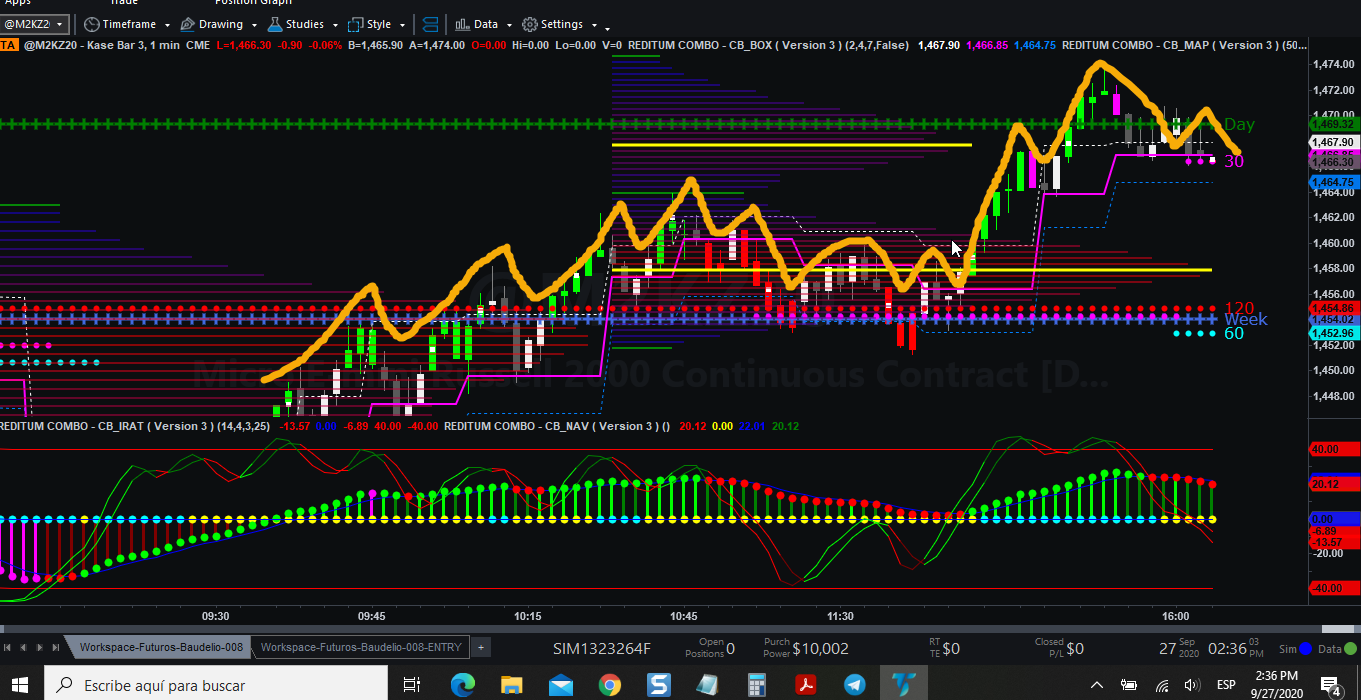 Apps Trade Position Graph
@M2KZ20 Timeframe Drawing Studies Style Data Settings
TA @M2KZ20 - Kase Bar 3, 1 min CME L=1,466.30 -0.90 -0.06% B=1,465.90 A=1,474.00 O=0.00 Hi=0.00 Lo=0.00 V=0 REDITUM COMBO - CB_BOX ( Version 3 ) (2,4,7,False) 1,467.90 1,466.85 1,464.75 REDITUM COMBO - CB_MAP ( Version 3 ) (50...
1,474.00
1,472.00
1,470.00
Day 1,469.32
1,467.90
1,466.85
30 1,466.30
1,464.75
1,464.00
1,462.00
1,460.00
1,458.00
1,456.00
120 1,454.86
Week 1,454.02
60 1,452.96
1,452.00
1,450.00
1,448.00
Micro E-mini Russell 2000 Continuous Contract [D...
REDITUM COMBO - CB_IRAT ( Version 3 ) (14,4,3,25) -13.57 0.00 -6.89 40.00 -40.00 REDITUM COMBO - CB_NAV ( Version 3 ) () 20.12 0.00 22.01 20.12
40.00
20.12
0.00
-6.89
-13.57
-20.00
-40.00
09:30 09:45 10:15 10:45 11:30 16:00
Workspace-Futuros-Baudelio-008 Workspace-Futuros-Baudelio-008-ENTRY +
SIM1323264F Open Positions 0 Purch Power $10,002 RT TE $0 Closed P/L $0 27 Sep 2020 02:36 03 PM Sim Data
Escribe aquí para buscar ESP 2:36 PM
9/27/2020 4